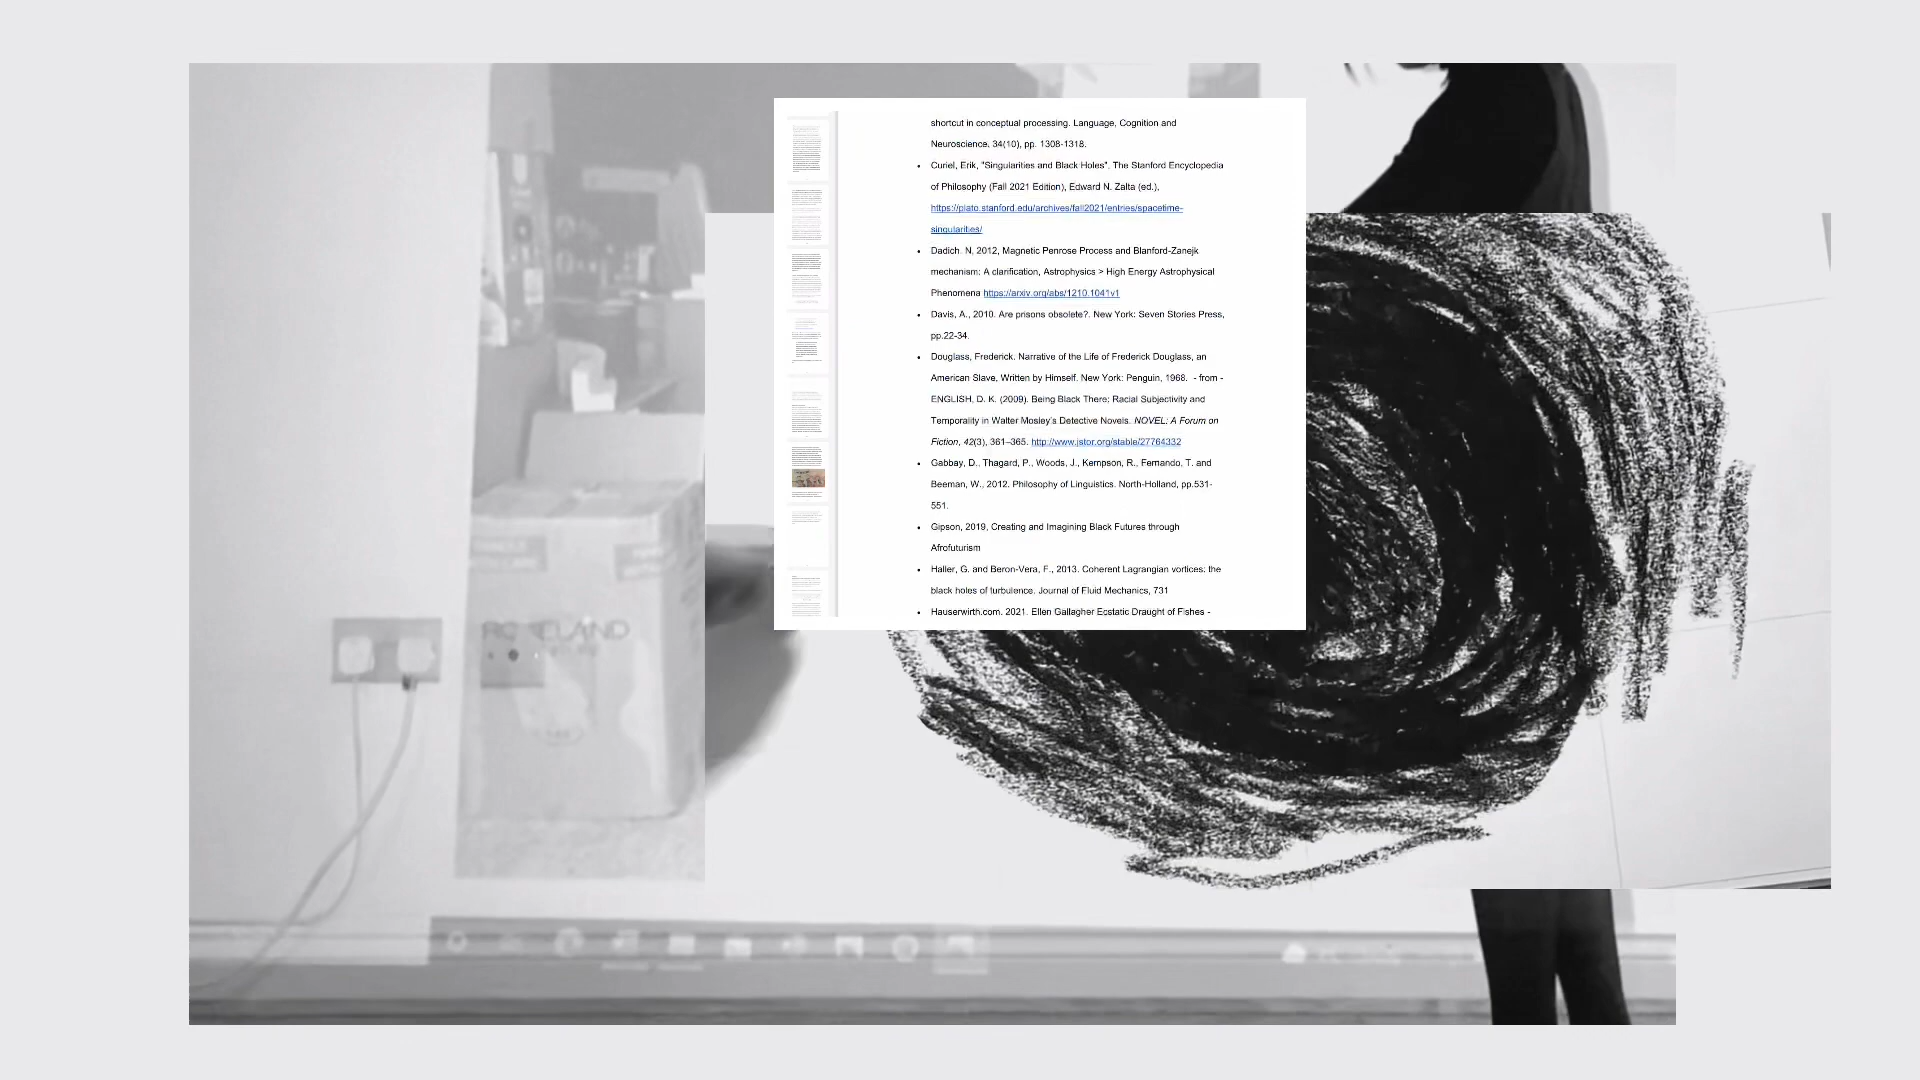 shortcut in conceptual processing. Language, Cognition and
Neuroscience, 34(10), pp. 1308-1318.
• Curiel, Erik, "Singularities and Black Holes", The Stanford Encyclopedia
of Philosophy (Fall 2021 Edition), Edward N. Zalta (ed.),
https://plato.stanford.edu/archives/fall2021/entries/spacetime-
singularities/
• Dadich. N, 2012, Magnetic Penrose Process and Blanford-Zanejk
mechanism: A clarification, Astrophysics > High Energy Astrophysical
Phenomena https://arxiv.org/abs/1210.1041v1
• Davis, A., 2010. Are prisons obsolete?. New York: Seven Stories Press,
pp.22-34.
• Douglass, Frederick. Narrative of the Life of Frederick Douglass, an
American Slave, Written by Himself. New York: Penguin, 1968. - from -
ENGLISH, D. K. (2009). Being Black There: Racial Subjectivity and
Temporality in Walter Mosley's Detective Novels. NOVEL: A Forum on
Fiction, 42(3), 361–365. http://www.jstor.org/stable/27764332
• Gabbay, D., Thagard, P., Woods, J., Kempson, R., Fernando, T. and
Beeman, W., 2012. Philosophy of Linguistics. North-Holland, pp.531-
551.
• Gipson, 2019, Creating and Imagining Black Futures through
Afrofuturism
• Haller, G. and Beron-Vera, F., 2013. Coherent Lagrangian vortices: the
black holes of turbulence. Journal of Fluid Mechanics, 731
• Hauserwirth.com. 2021. Ellen Gallagher Ecstatic Draught of Fishes -